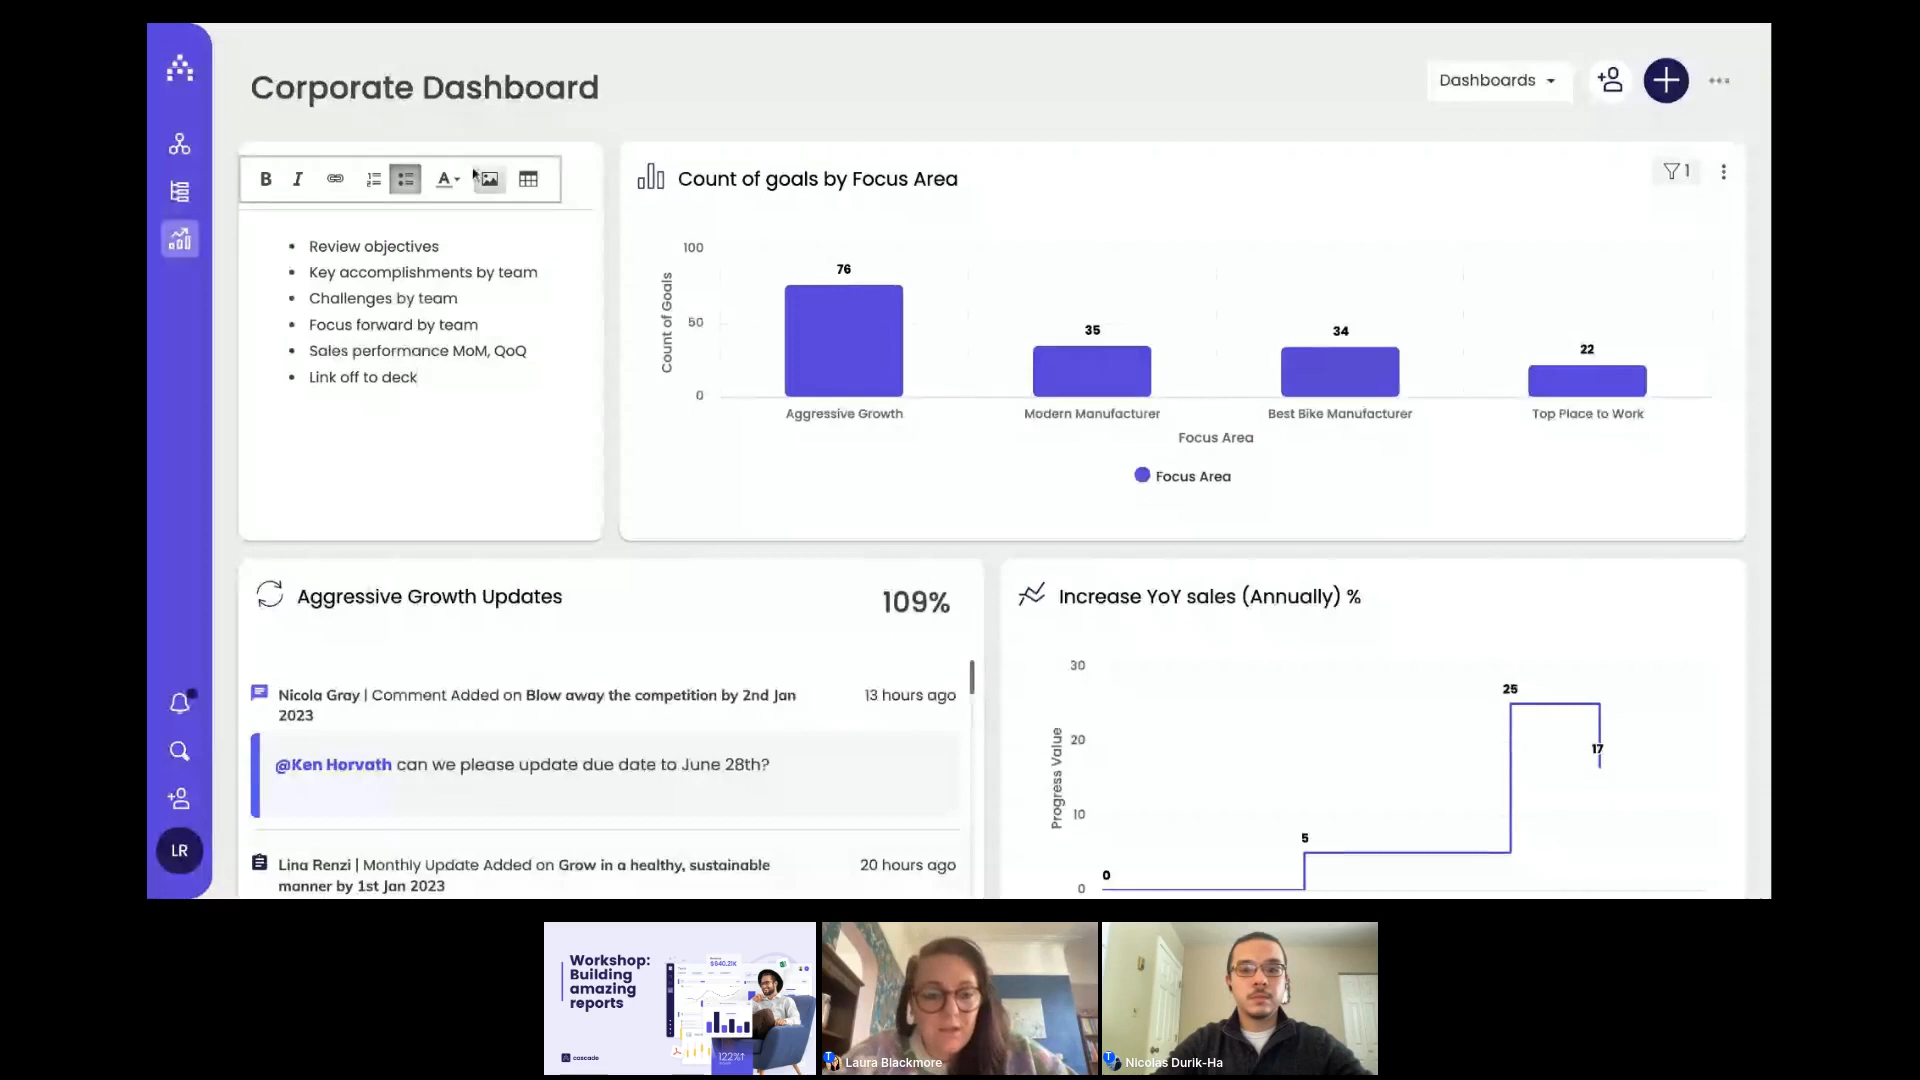 Corporate Dashboard
Dashboards
B I A
Review objectives
Key accomplishments by team
Challenges by team
Focus forward by team
Sales performance MoM, QoQ
Link off to deck
Count of goals by Focus Area
1
Count of Goals
100
50
0
76
35
34
22
Aggressive Growth
Modern Manufacturer
Best Bike Manufacturer
Top Place to Work
Focus Area
Focus Area
Aggressive Growth Updates
109%
Nicola Gray | Comment Added on Blow away the competition by 2nd Jan
2023
13 hours ago
@Ken Horvath can we please update due date to June 28th?
Lina Renzi | Monthly Update Added on Grow in a healthy, sustainable
manner by 1st Jan 2023
20 hours ago
Increase YoY sales (Annually) %
Progress Value
30
20
10
0
0
5
25
17
LR
Workshop:
Building
amazing
reports
cascade
$640.21K
122%↑
Laura Blackmore
Nicolas Durik-Ha